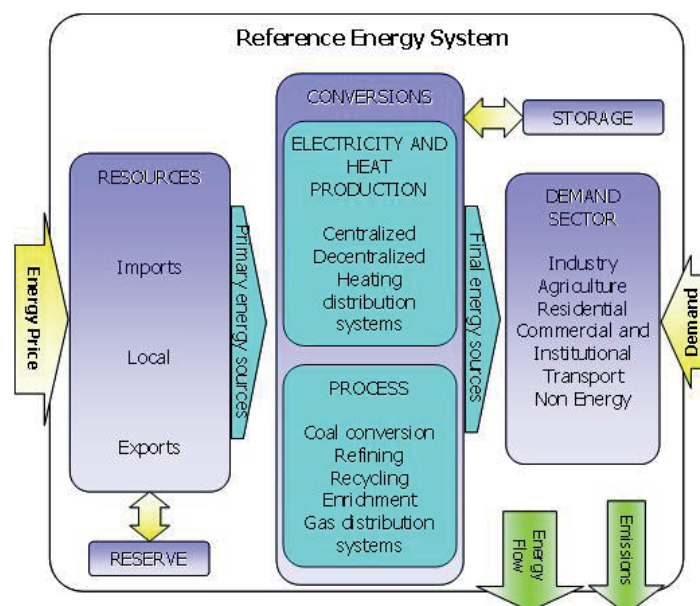 Reference Energy System
Energy Price
RESOURCES
Imports
Local
Exports
RESERVE
Primary energy sources
CONVERSIONS
ELECTRICITY AND
HEAT
PRODUCTION
Centralized
Decentralized
Heating
distribution
systems
PROCESS
Coal conversion
Refining
Recycling
Enrichment
Gas distribution
systems
STORAGE
Final energy sources
DEMAND
SECTOR
Industry
Agriculture
Residential
Commercial and
Institutional
Transport
Non Energy
Demand
Energy
Flow
Emissions